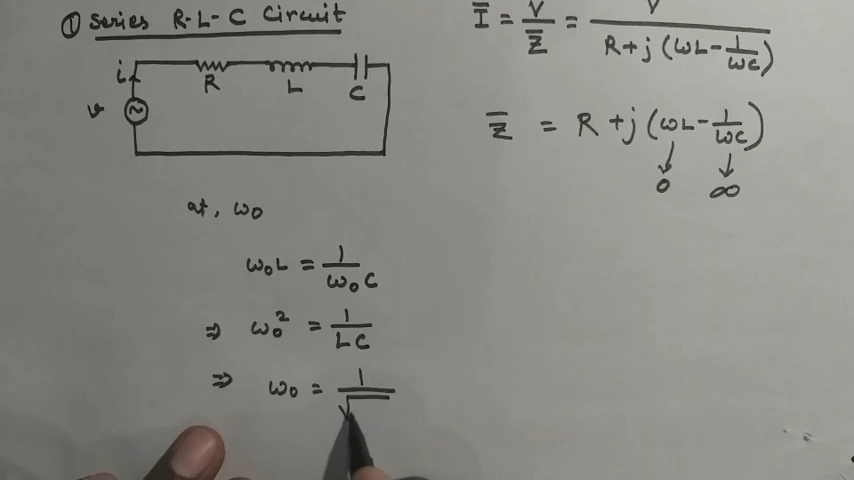 ① Series R-L-C Circuit
i
R
L
C
v
at, ω₀
ω₀L = 1/(ω₀C)
⇒ ω₀² = 1/(LC)
⇒ ω₀ = 1/√
Ī = V/Z̄ = V/(R+j(ωL-1/(ωC)))
Z̄ = R+j(ωL-1/(ωC))
↓ ↓
0 ∞